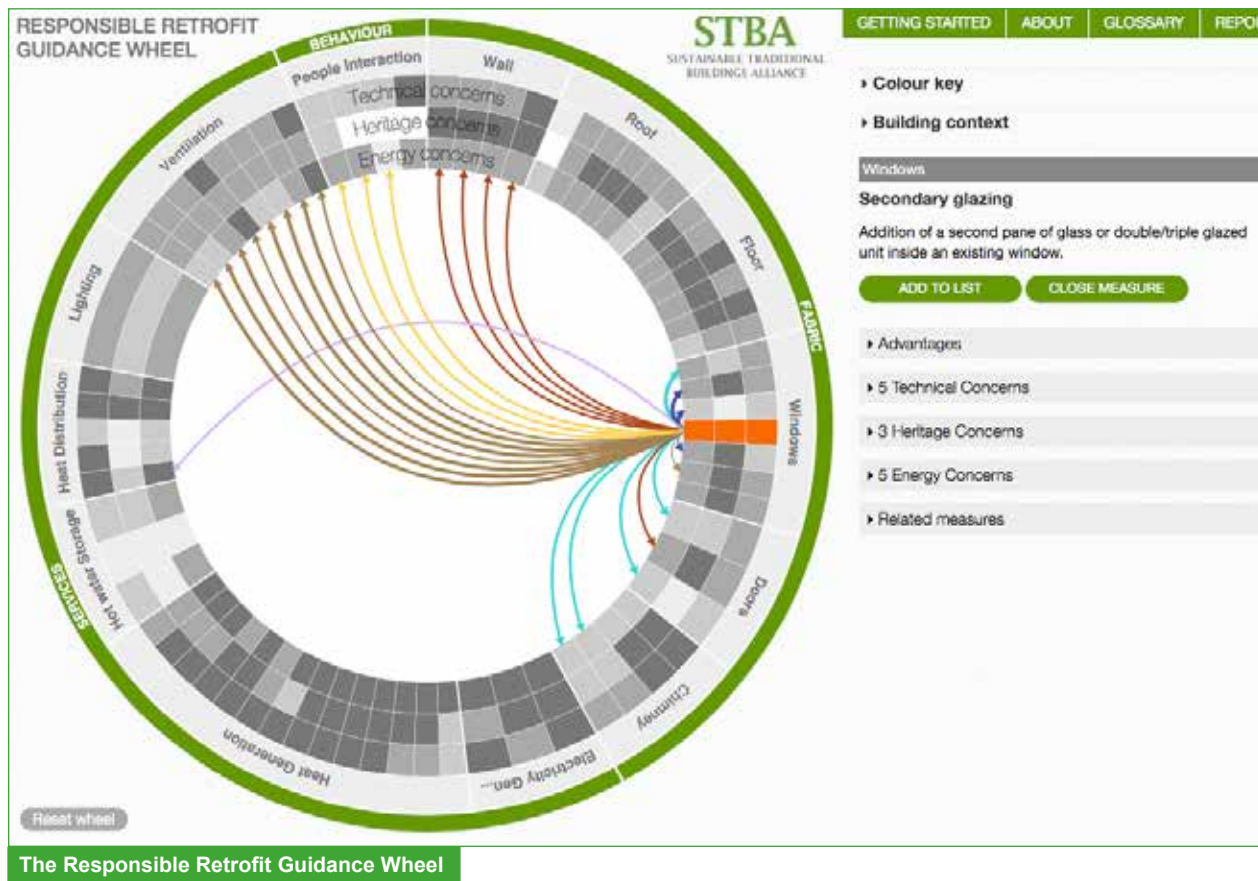 RESPONSIBLE RETROFIT
GUIDANCE WHEEL
STBA
SUSTAINABLE TRADITIONAL
BUILDINGS ALLIANCE
GETTING STARTED
ABOUT
GLOSSARY
REPO
BEHAVIOUR
People Interaction
Wall
Roof
Floor
FABRIC
Windows
Doors
Chimney
Electricity Gen...
Heat Generation
Hot water Storage
SERVICES
Heat Distribution
Lighting
Ventilation
Technical concerns
Heritage concerns
Energy concerns
Colour key
Building context
Windows
Secondary glazing
Addition of a second pane of glass or double/triple glazed
unit inside an existing window.
ADD TO LIST
CLOSE MEASURE
Advantages
5 Technical Concerns
3 Heritage Concerns
5 Energy Concerns
Related measures
Reset wheel
The Responsible Retrofit Guidance Wheel